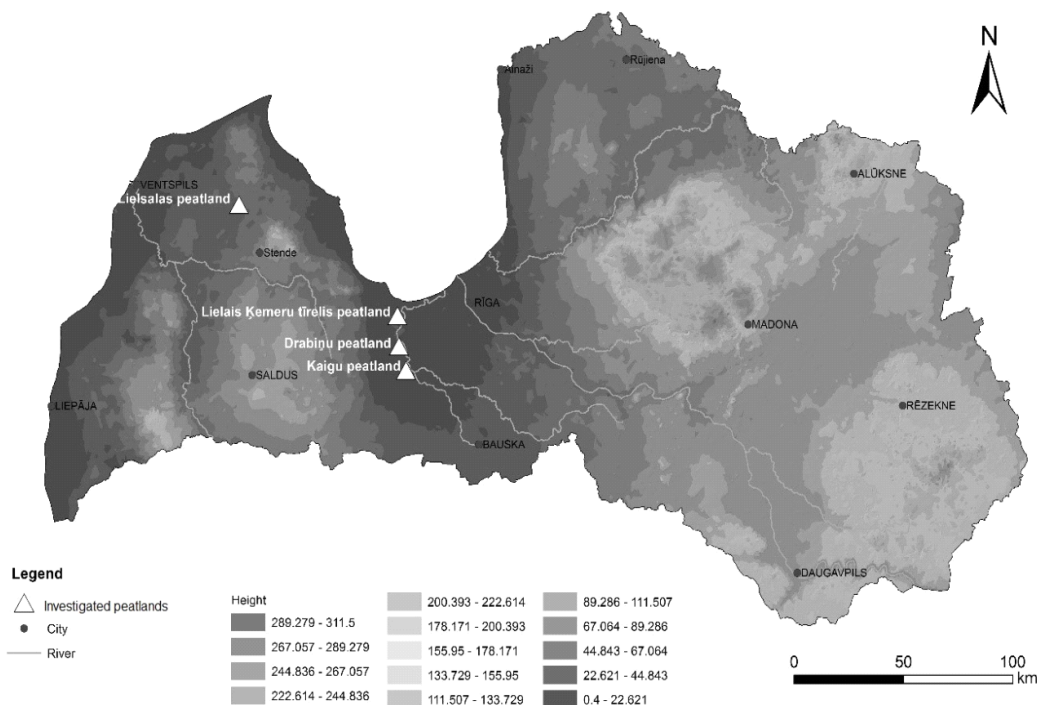 N
Ainaži
Rūjiena
VENTSPILS
ALŪKSNE
Lielsalas peatland
Stende
RĪGA
Lielais Ķemeru tīrelis peatland
MADONA
Drabiņu peatland
Kaigu peatland
SALDUS
LIEPĀJA
RĒZEKNE
BAUSKA
DAUGAVPILS
Legend
Investigated peatlands
City
River
Height
289.279 - 311.5
267.057 - 289.279
244.836 - 267.057
222.614 - 244.836
200.393 - 222.614
178.171 - 200.393
155.95 - 178.171
133.729 - 155.95
111.507 - 133.729
89.286 - 111.507
67.064 - 89.286
44.843 - 67.064
22.621 - 44.843
0.4 - 22.621
0 50 100
km